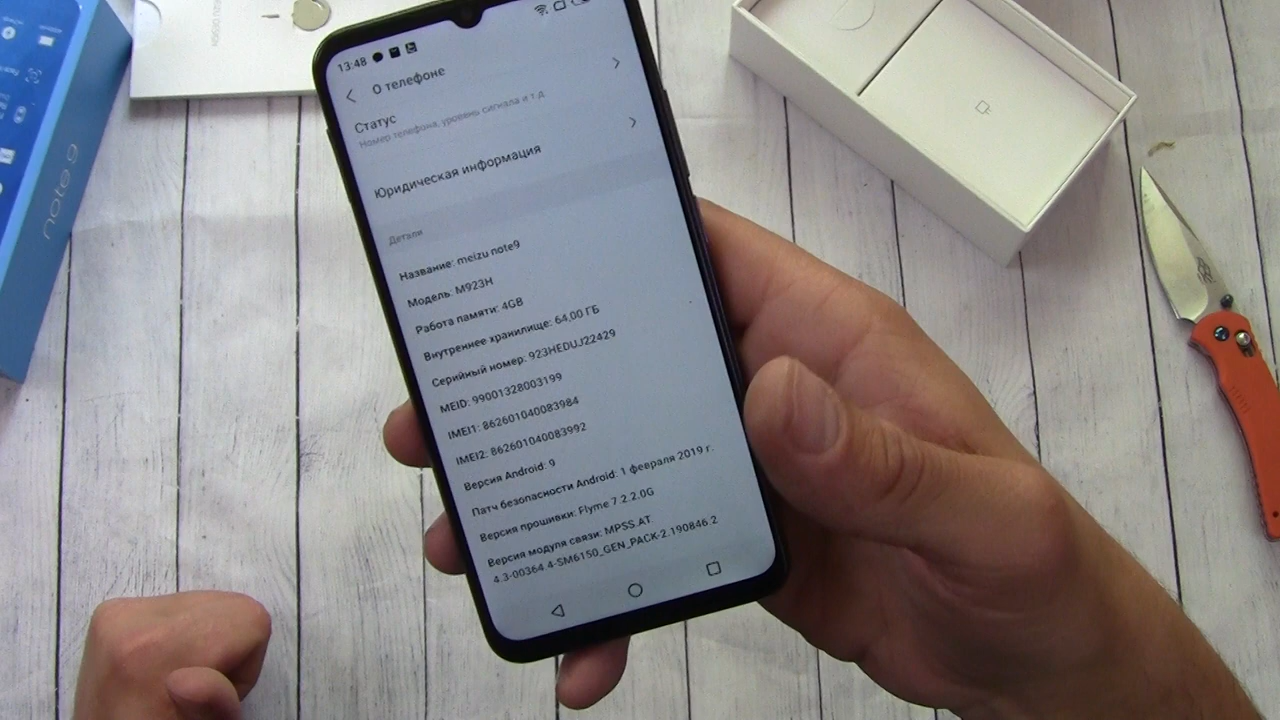 note 9
13:48
О телефоне
Статус
Номер телефона, уровень сигнала и т.д.
Юридическая информация
Детали
Название: meizu note9
Модель: M923H
Работа памяти: 4GB
Внутреннее хранилище: 64,00 ГБ
Серийный номер: 923HEDUJ22429
MEID: 99001328003199
IMEI1: 862601040083984
IMEI2: 862601040083992
Версия Android: 9
Патч безопасности Android: 1 февраля 2019 г.
Версия прошивки: Flyme 7.2.2.0G
Версия модуля связи: MPSS.AT
4.3-00364 4-SM6150_GEN_PACK-2.190846.2